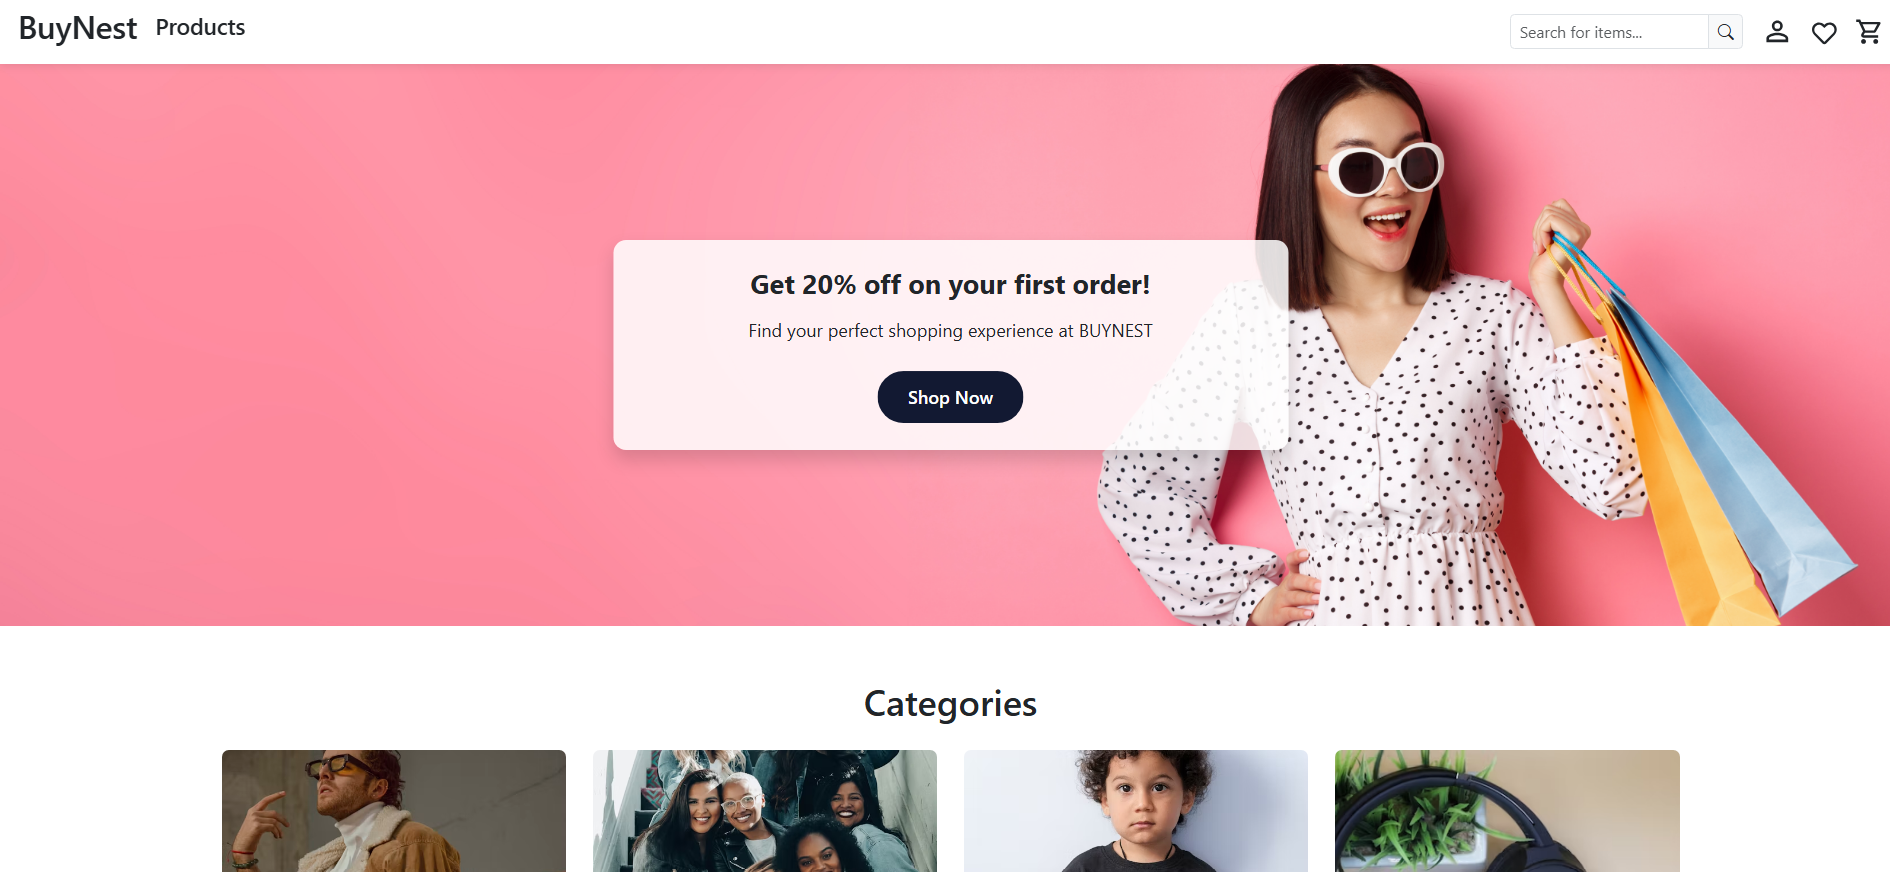 BuyNest Products
Search for items...
Get 20% off on your first order!
Find your perfect shopping experience at BUYNEST
Shop Now
Categories